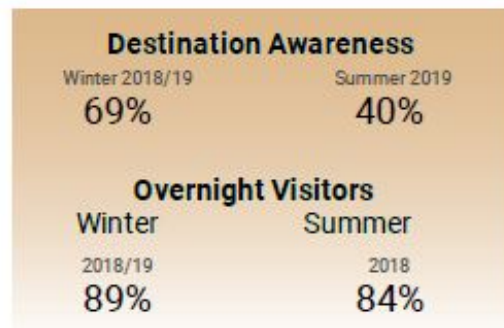 Destination Awareness
Winter 2018/19 Summer 2019
69% 40%
Overnight Visitors
Winter Summer
2018/19 2018
89% 84%